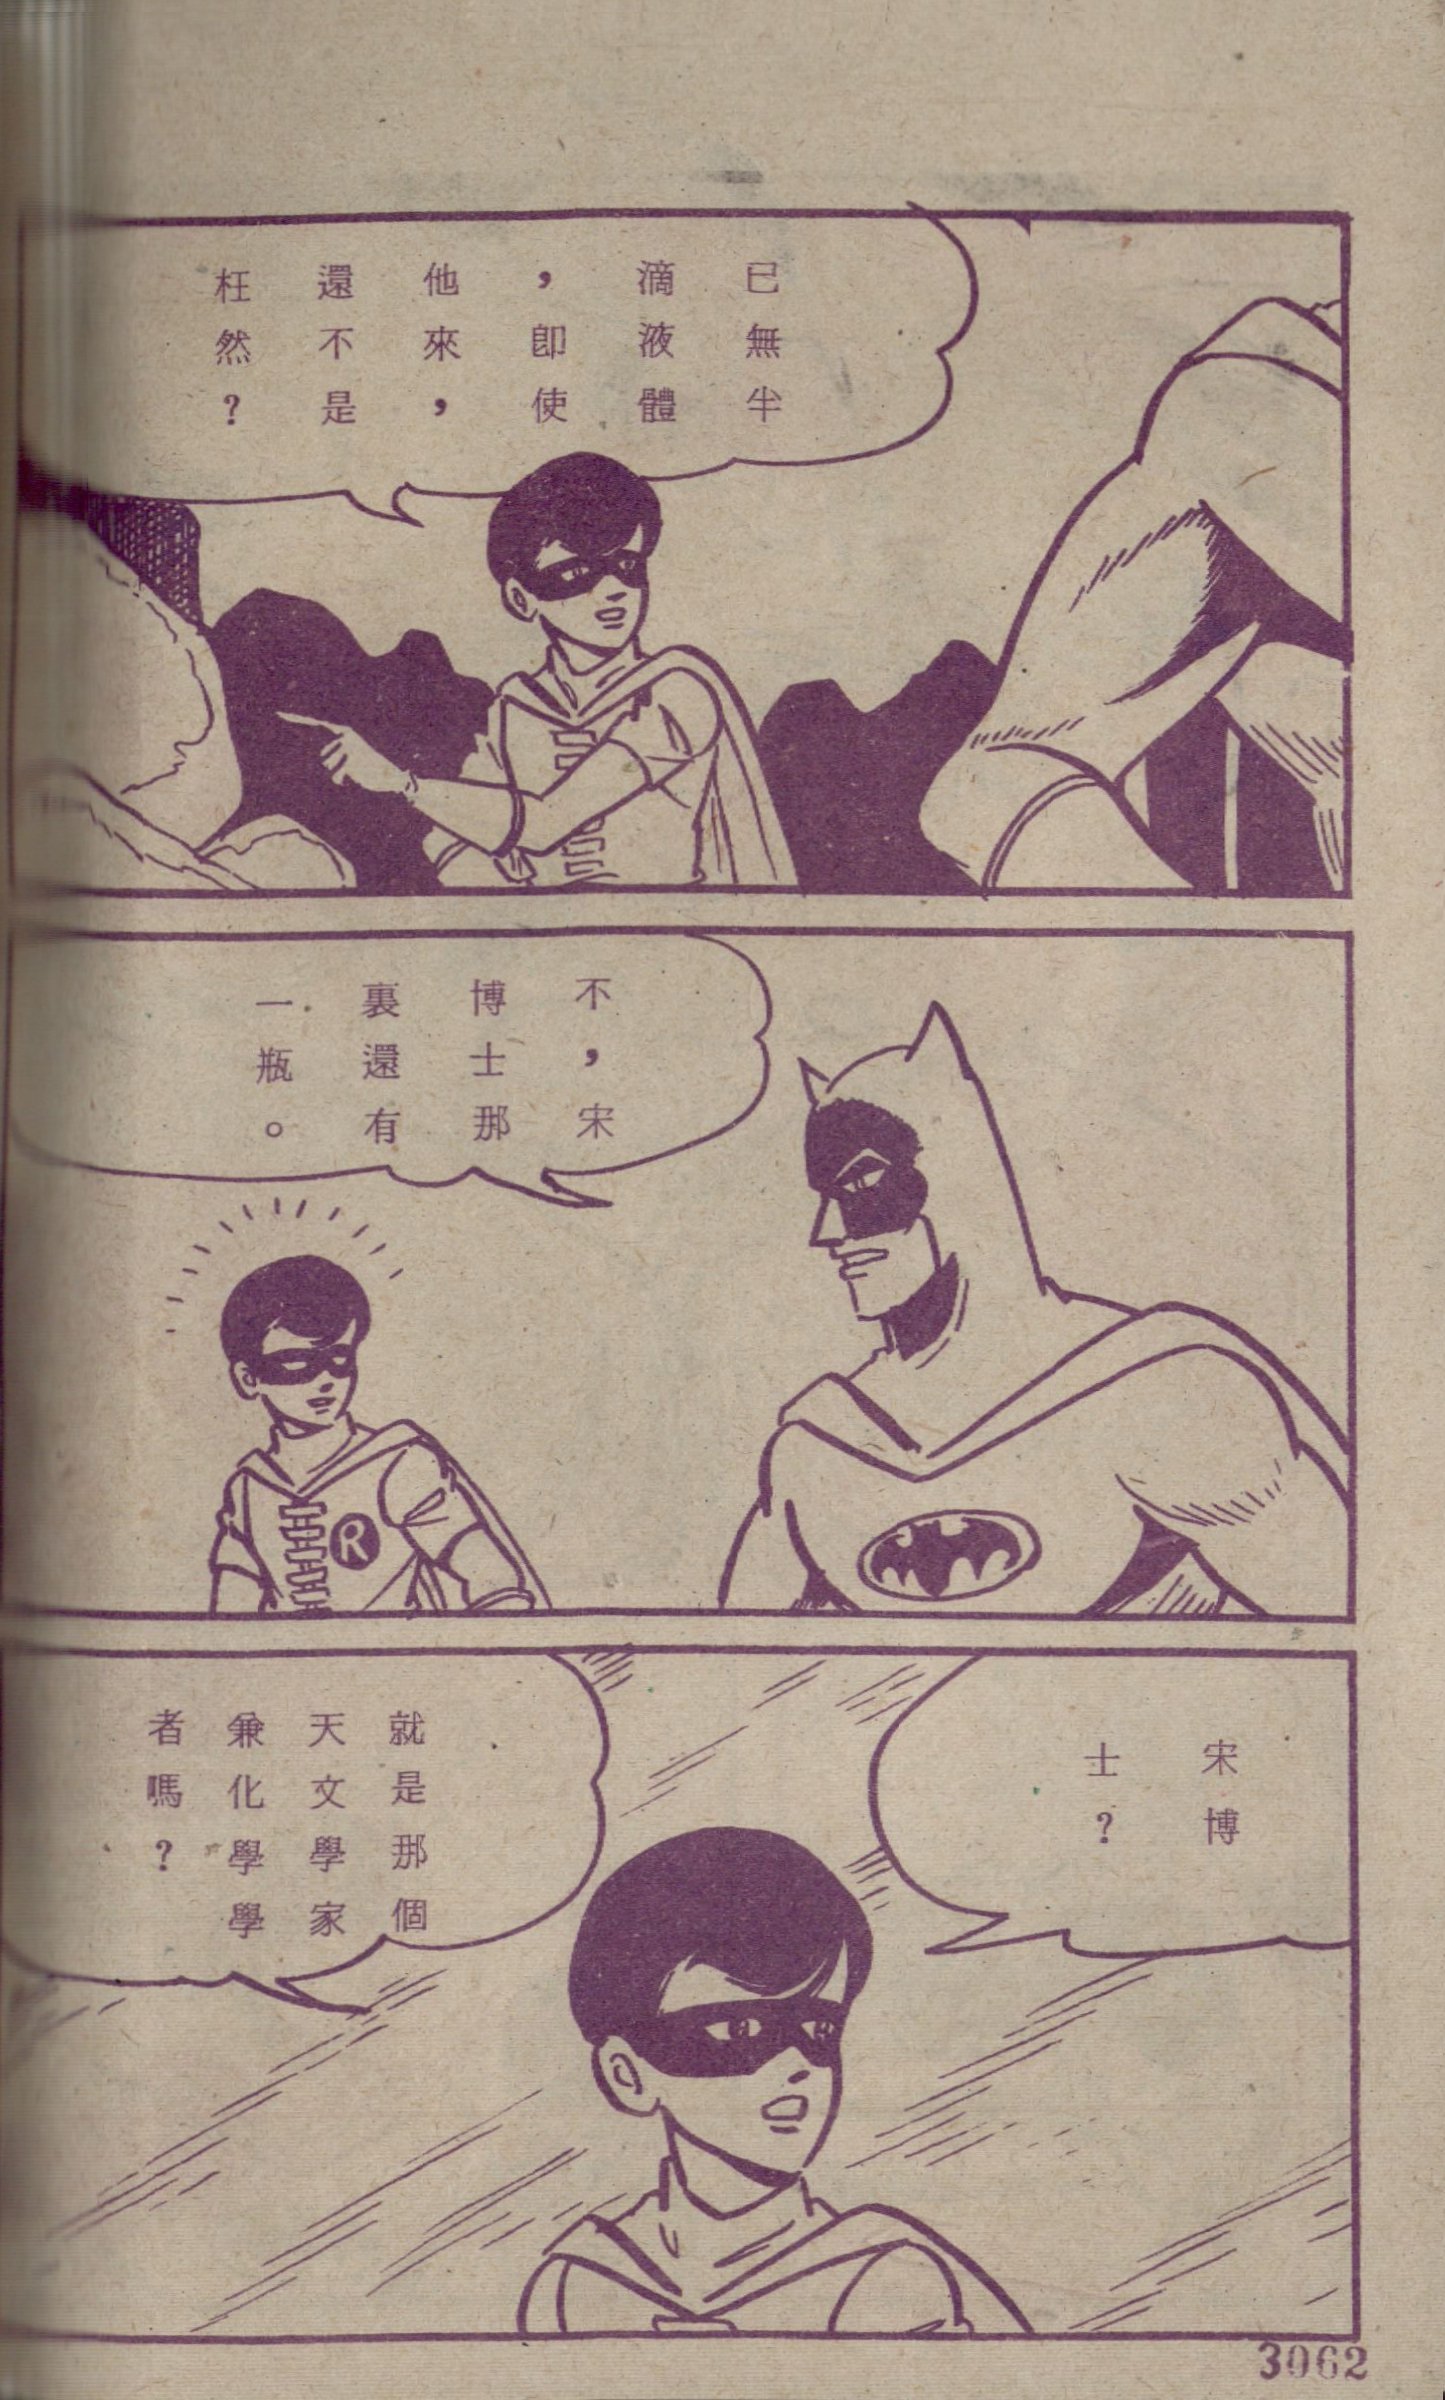 已無半
滴液體
，卽使
他來，
還不是
枉然？
不，宋
博士那
裏還有
一瓶。
R
宋博
士？
就是那個
天文學家
兼化學學
者嗎？
3062